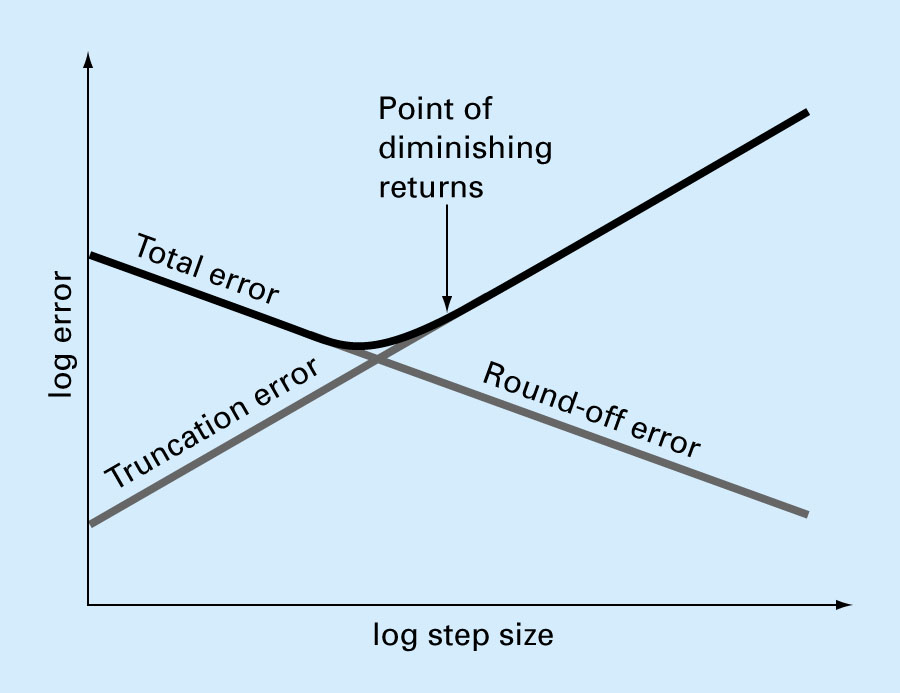 Point of
diminishing
returns
Total error
log error
Truncation error
Round-off error
log step size